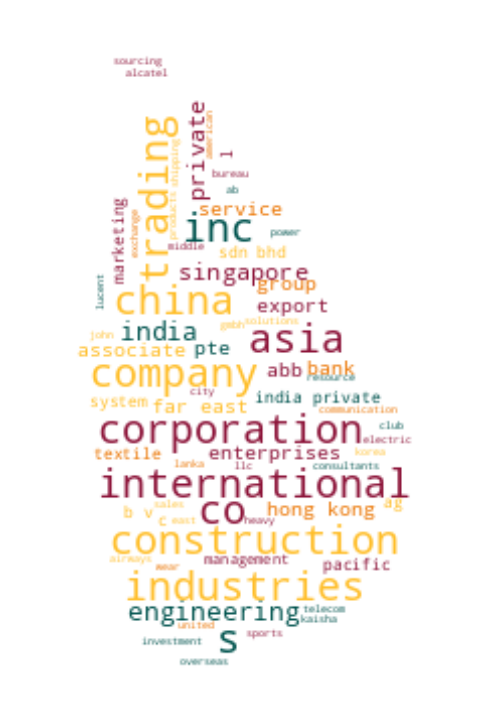 sourcing
alcatel
trading
private
american
shipping
products
l
bureau
ab
marketing
exchange
service
inc
power
middle
sdn bhd
singapore
group
lucent
china
export
gmbh
solutions
john
india
asia
associate
pte
company
abb
bank
resource
city
india private
system
far east
communication
club
corporation
electric
textile
enterprises
korea
lanka
llc
consultants
international
sales
ag
b v
co
hong kong
c
east
heavy
construction
airways
management
wear
pacific
industries
engineering
telecom
kaisha
united
s
sports
investment
overseas